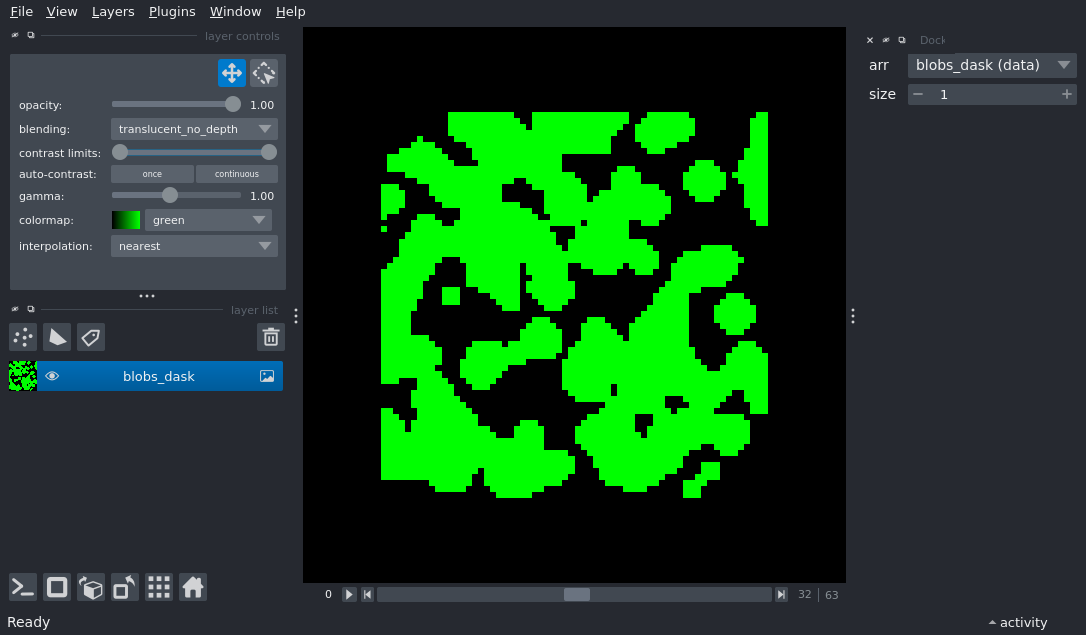 File View Layers Plugins Window Help
layer controls
opacity: 1.00
blending: translucent_no_depth
contrast limits:
auto-contrast: once continuous
gamma: 1.00
colormap: green
interpolation: nearest
layer list
blobs_dask
0 32 63
Dock
arr blobs_dask (data)
size 1
Ready
activity